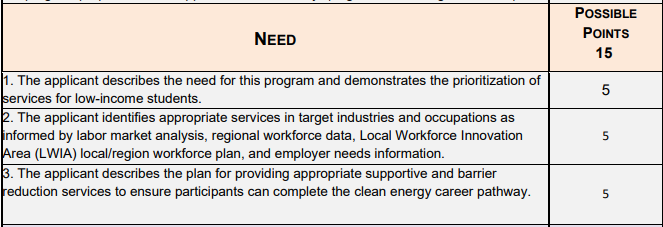 POSSIBLE
POINTS
15
NEED
1. The applicant describes the need for this program and demonstrates the prioritization of
services for low-income students.
5
2. The applicant identifies appropriate services in target industries and occupations as
informed by labor market analysis, regional workforce data, Local Workforce Innovation
Area (LWIA) local/region workforce plan, and employer needs information.
5
3. The applicant describes the plan for providing appropriate supportive and barrier
reduction services to ensure participants can complete the clean energy career pathway.
5